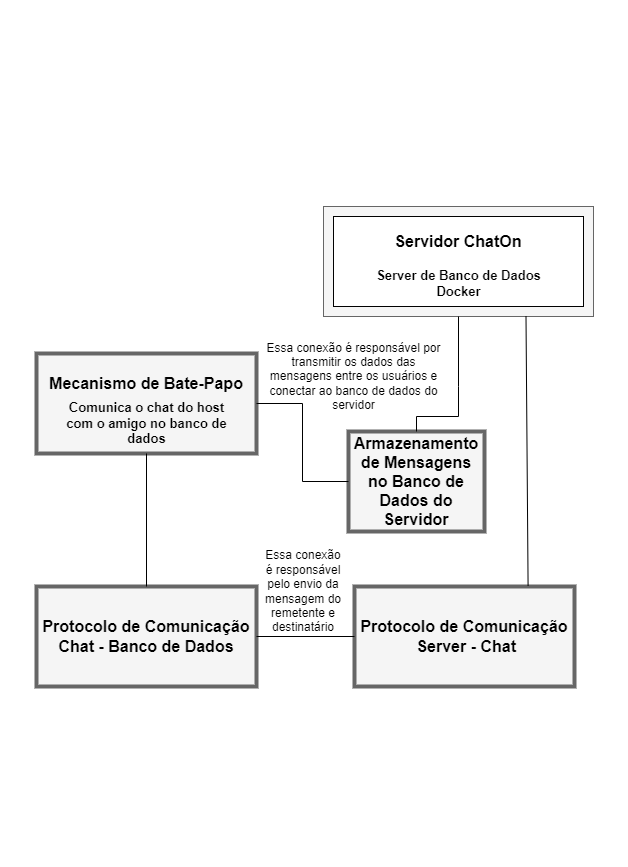 Servidor ChatOn
Server de Banco de Dados
Docker
Essa conexão é responsável por
transmitir os dados das
mensagens entre os usuários e
conectar ao banco de dados do
servidor
Mecanismo de Bate-Papo
Comunica o chat do host
com o amigo no banco de
dados
Armazenamento
de Mensagens
no Banco de
Dados do
Servidor
Essa conexão
é responsável
pelo envio da
mensagem do
remetente e
destinatário
Protocolo de Comunicação
Chat - Banco de Dados
Protocolo de Comunicação
Server - Chat